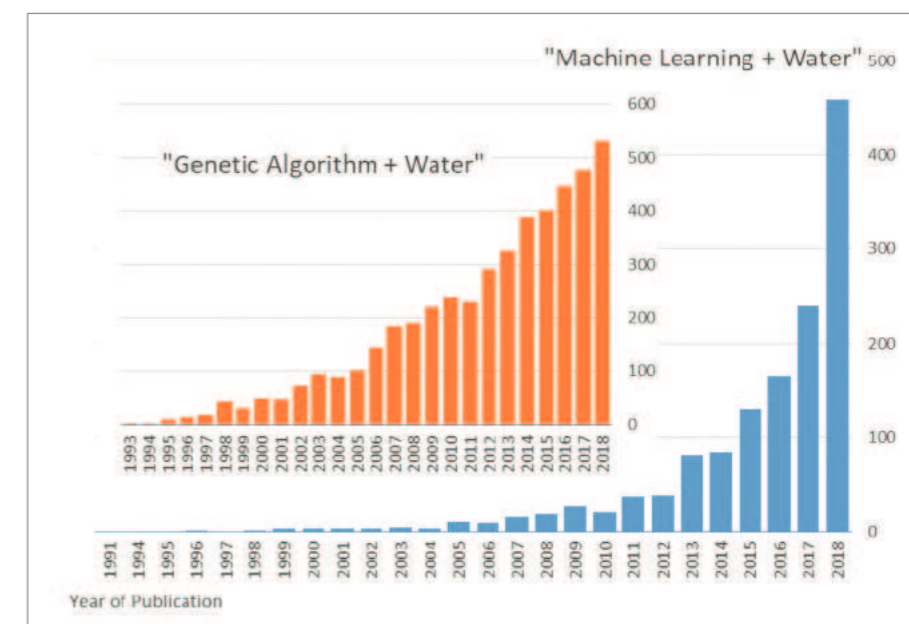 "Machine Learning + Water"
500
600
"Genetic Algorithm + Water"
500
400
400
300
300
200
200
100
100
0
1993 1994 1995 1996 1997 1998 1999 2000 2001 2002 2003 2004 2005 2006 2007 2008 2009 2010 2011 2012 2013 2014 2015 2016 2017 2018
0
1991 1994 1995 1996 1997 1998 1999 2000 2001 2002 2003 2004 2005 2006 2007 2008 2009 2010 2011 2012 2013 2014 2015 2016 2017 2018
Year of Publication